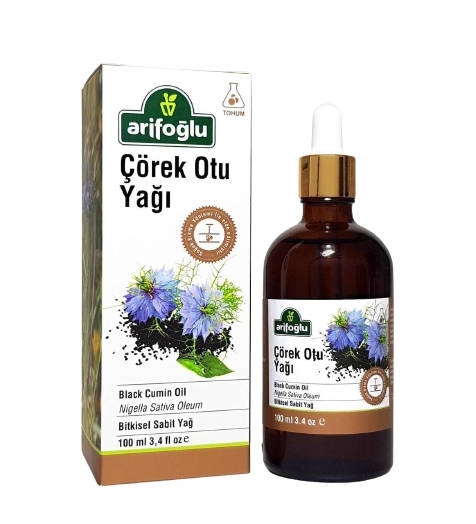 arifoğlu
TOHUM
Çörek Otu
Yağı
Black Cumin Oil
Nigella Sativa Oleum
Bitkisel Sabit Yağ
100 ml 3,4 fl oz e
arifoğlu
Çörek Otu
Yağı
Black Cumin Oil
Nigella Sativa Oleum
Bitkisel Sabit Yağ
100 ml 3.4 oz e